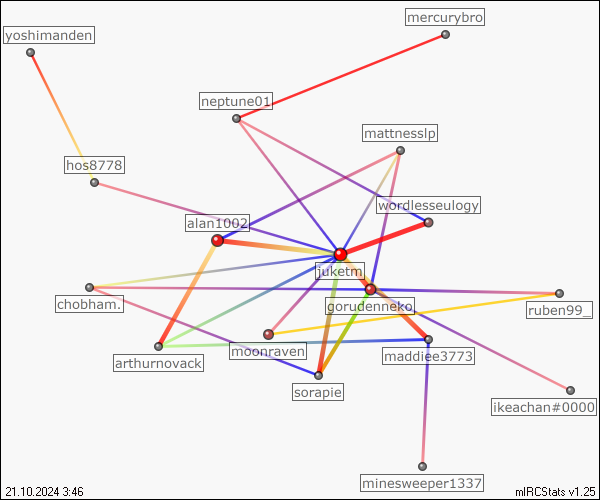 mercurybro
yoshimanden
neptune01
mattnesslp
hos8778
wordlesseulogy
alan1002
juketm
chobham.
gorudenneko
ruben99_
moonraven
maddiee3773
arthurnovack
sorapie
ikeachan#0000
minesweeper1337
21.10.2024 3:46
mIRCStats v1.25